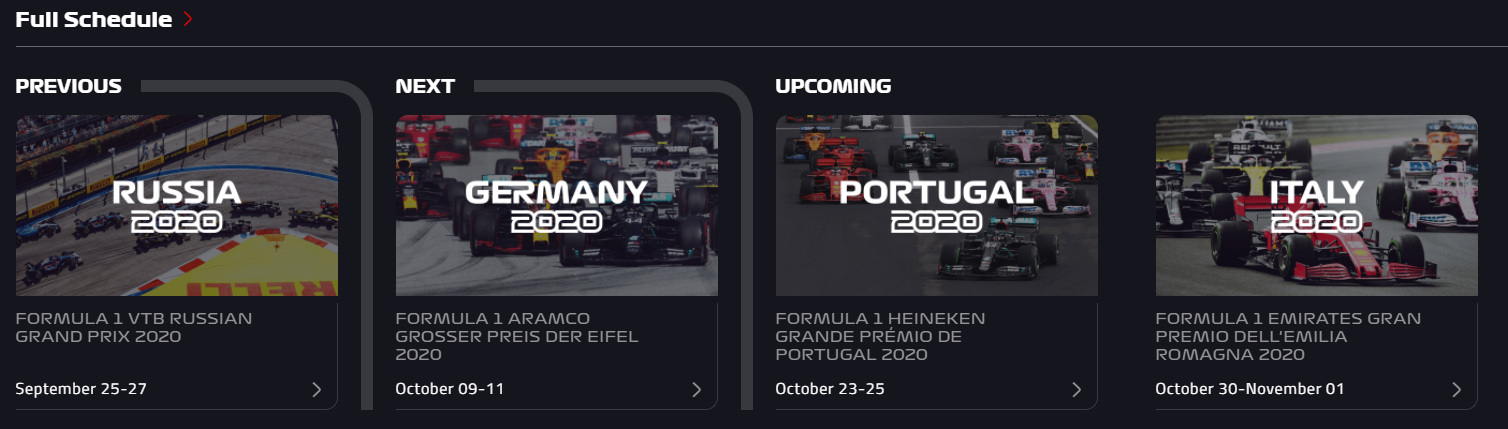 Full Schedule
PREVIOUS
NEXT
UPCOMING
RUSSIA
2020
GERMANY
2020
PORTUGAL
2020
ITALY
2020
RENAULT
44
FORMULA 1 VTB RUSSIAN
GRAND PRIX 2020
September 25-27
FORMULA 1 ARAMCO
GROSSER PREIS DER EIFEL
2020
October 09-11
FORMULA 1 HEINEKEN
GRANDE PRÉMIO DE
PORTUGAL 2020
October 23-25
FORMULA 1 EMIRATES GRAN
PREMIO DELL'EMILIA
ROMAGNA 2020
October 30-November 01